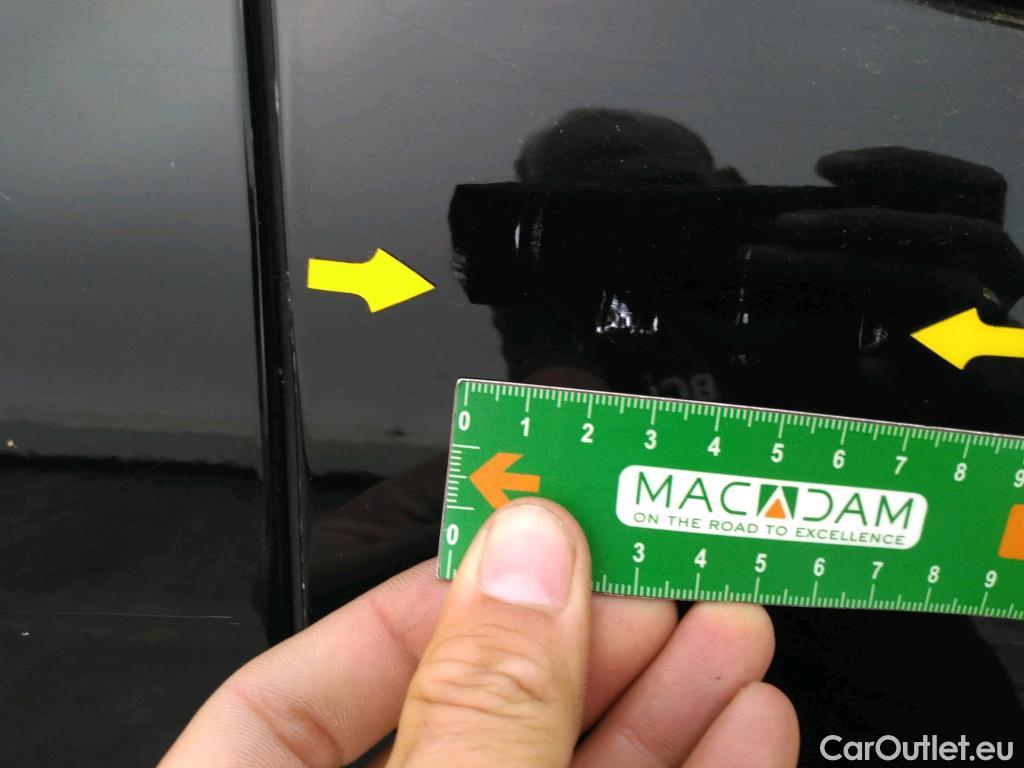 0 1 2 3 4 5 6 7 8 9
MACADAM
ON THE ROAD TO EXCELLENCE
0 3 4 5 6 7 8 9
CarOutlet.eu